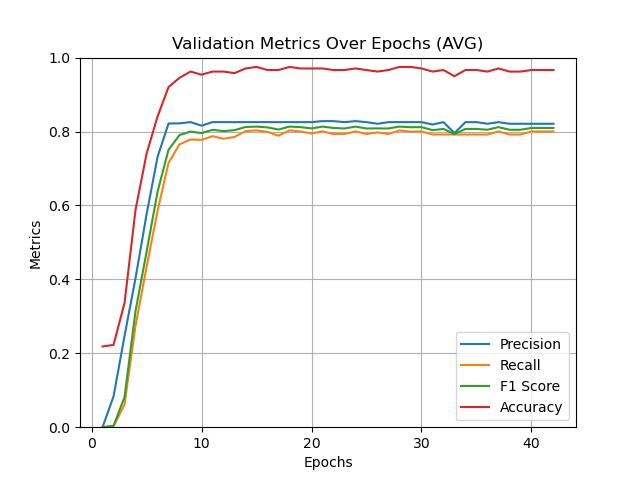 Validation Metrics Over Epochs (AVG)
1.0
0.8
0.6
0.4
0.2
0.0
Metrics
0 10 20 30 40
Epochs
Precision
Recall
F1 Score
Accuracy